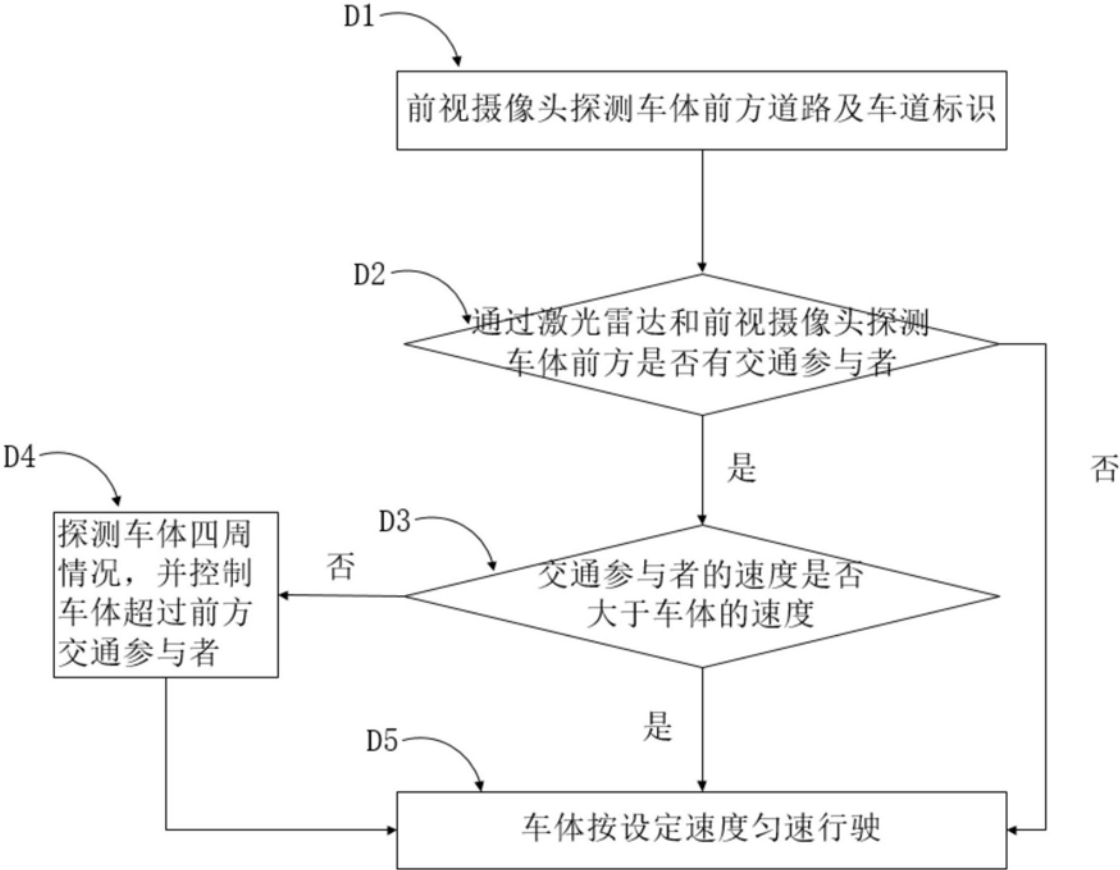 D1
前视摄像头探测车体前方道路及车道标识
D2
通过激光雷达和前视摄像头探测
车体前方是否有交通参与者
是
否
D3
交通参与者的速度是否
大于车体的速度
否
D4
探测车体四周
情况，并控制
车体超过前方
交通参与者
是
D5
车体按设定速度匀速行驶